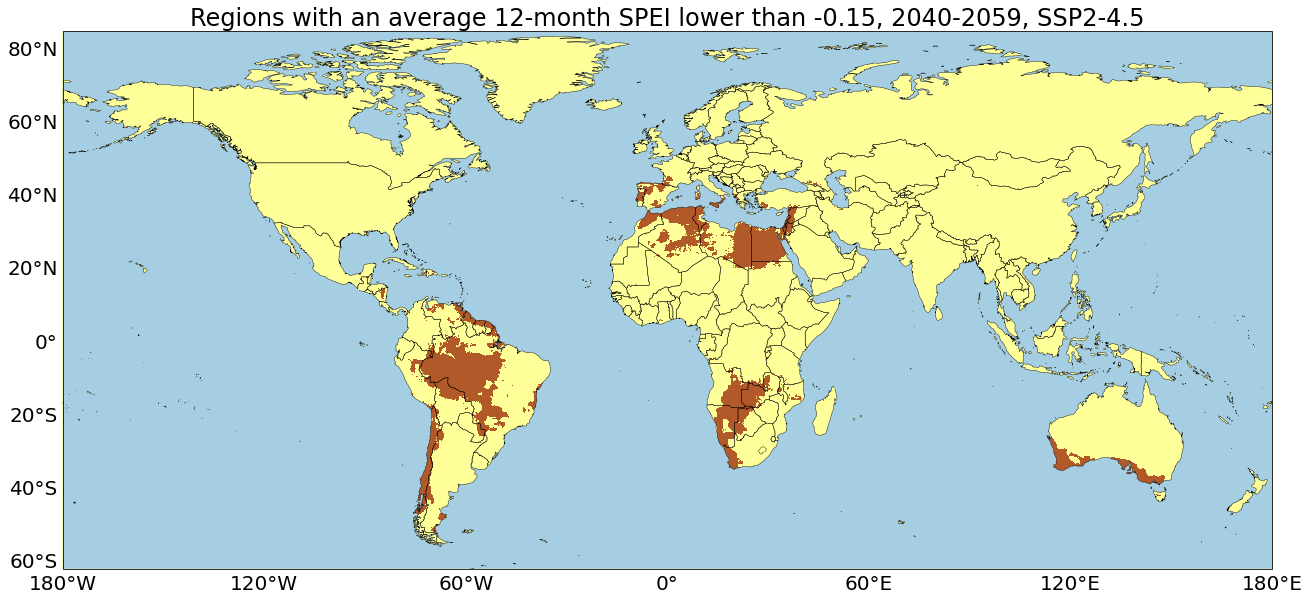 Regions with an average 12-month SPEI lower than -0.15, 2040-2059, SSP2-4.5
80°N
60°N
40°N
20°N
0°
20°S
40°S
60°S
180°W 120°W 60°W 0° 60°E 120°E 180°E